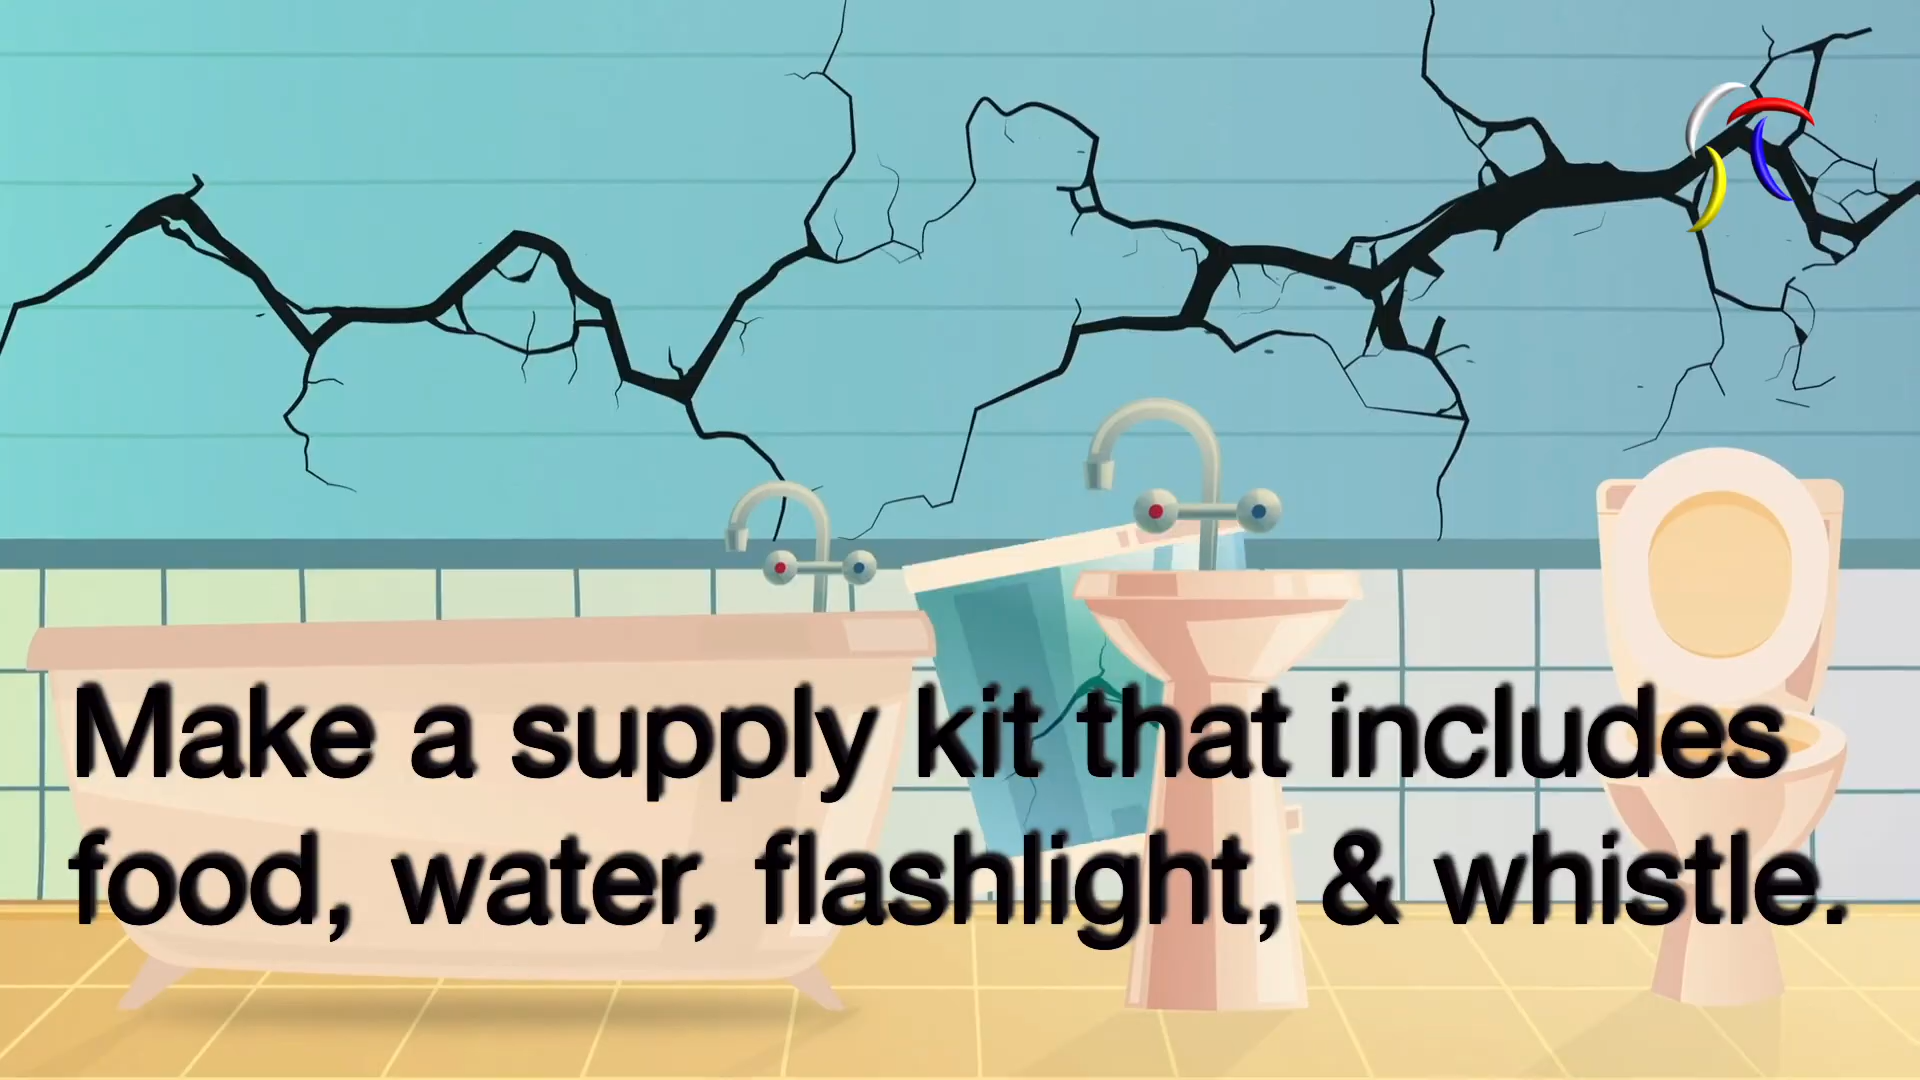 Make a supply kit that includes
food, water, flashlight, & whistle.